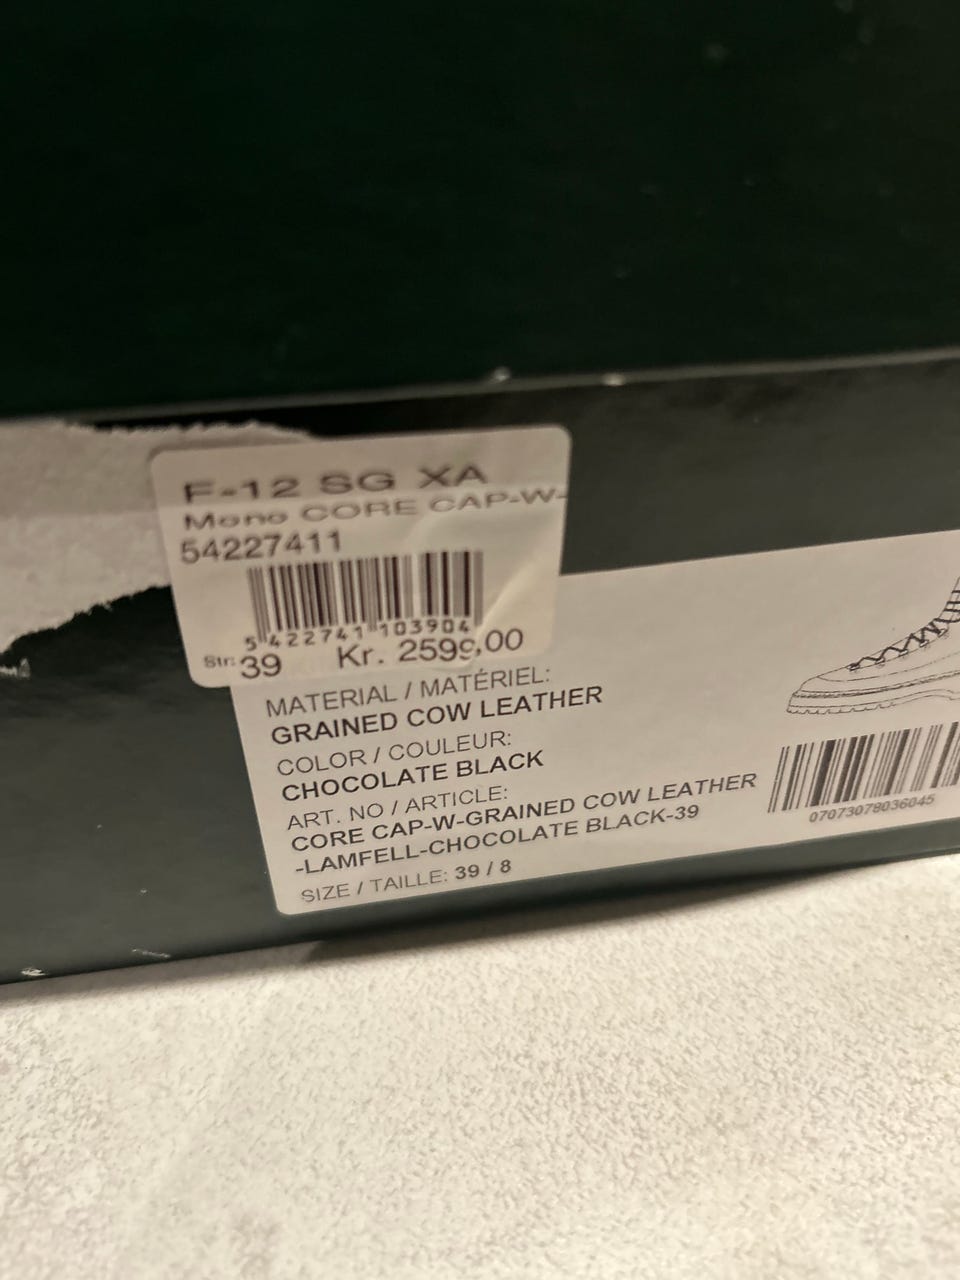 F-12 SG XA
Mono CORE CAP-W-
54227411
5 422741 103904
Str: 39 Kr. 2599,00
MATERIAL / MATÉRIEL:
GRAINED COW LEATHER
COLOR / COULEUR:
CHOCOLATE BLACK
ART. NO / ARTICLE:
CORE CAP-W-GRAINED COW LEATHER
-LAMFELL-CHOCOLATE BLACK-39
SIZE / TAILLE: 39 / 8
07073078036045